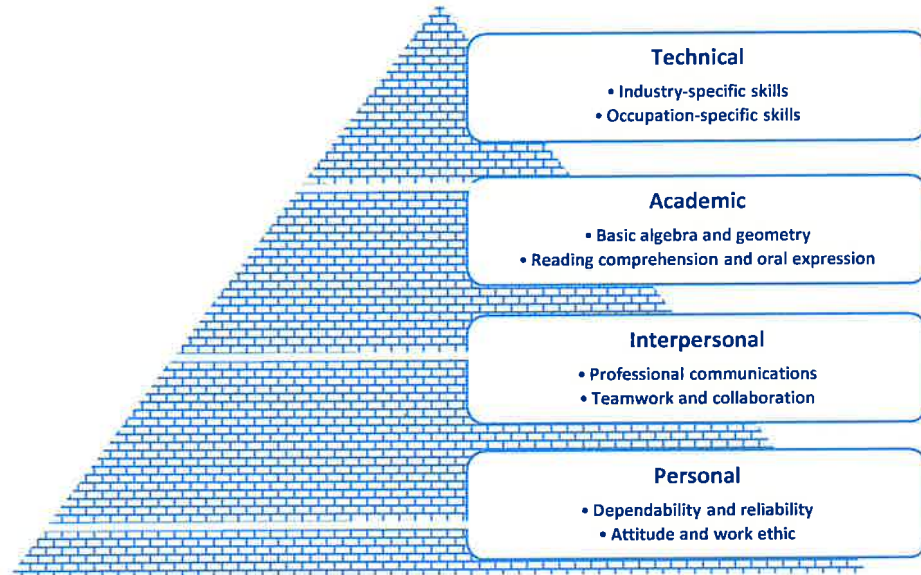 Technical
• Industry-specific skills
• Occupation-specific skills
Academic
• Basic algebra and geometry
• Reading comprehension and oral expression
Interpersonal
• Professional communications
• Teamwork and collaboration
Personal
• Dependability and reliability
• Attitude and work ethic